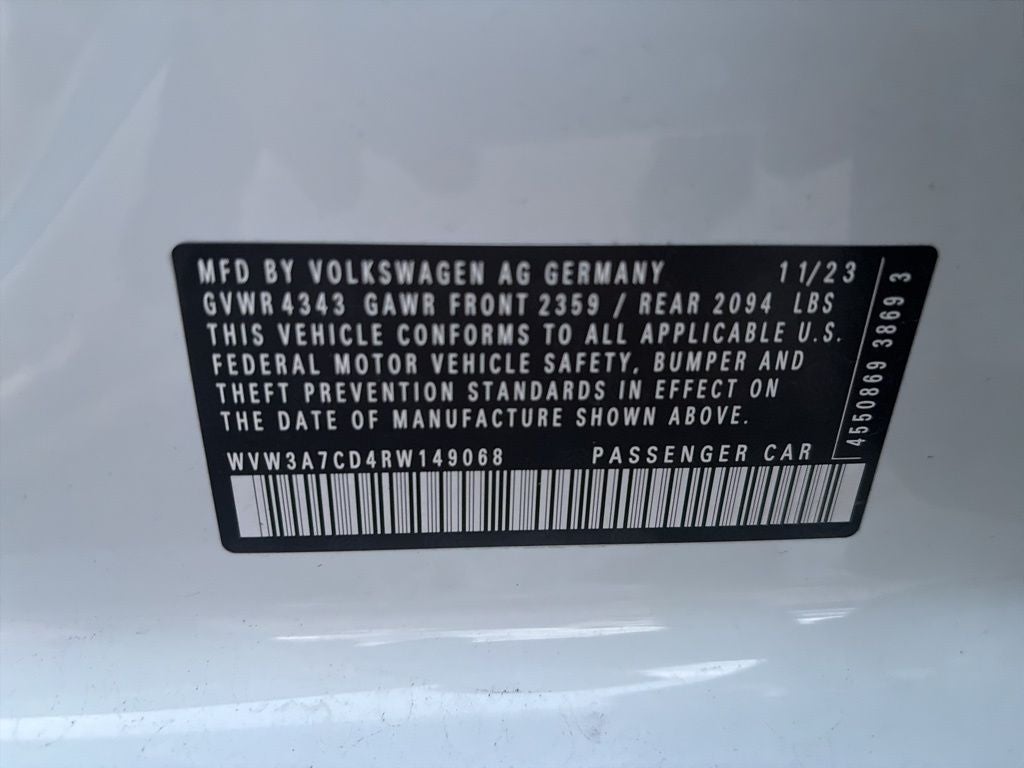 MFD BY VOLKSWAGEN AG GERMANY 11/23
GVWR 4343 GAWR FRONT 2359 / REAR 2094 LBS
THIS VEHICLE CONFORMS TO ALL APPLICABLE U.S.
FEDERAL MOTOR VEHICLE SAFETY, BUMPER AND
THEFT PREVENTION STANDARDS IN EFFECT ON
THE DATE OF MANUFACTURE SHOWN ABOVE.
WVW3A7CD4RW149068 PASSENGER CAR
4550869 3869 3